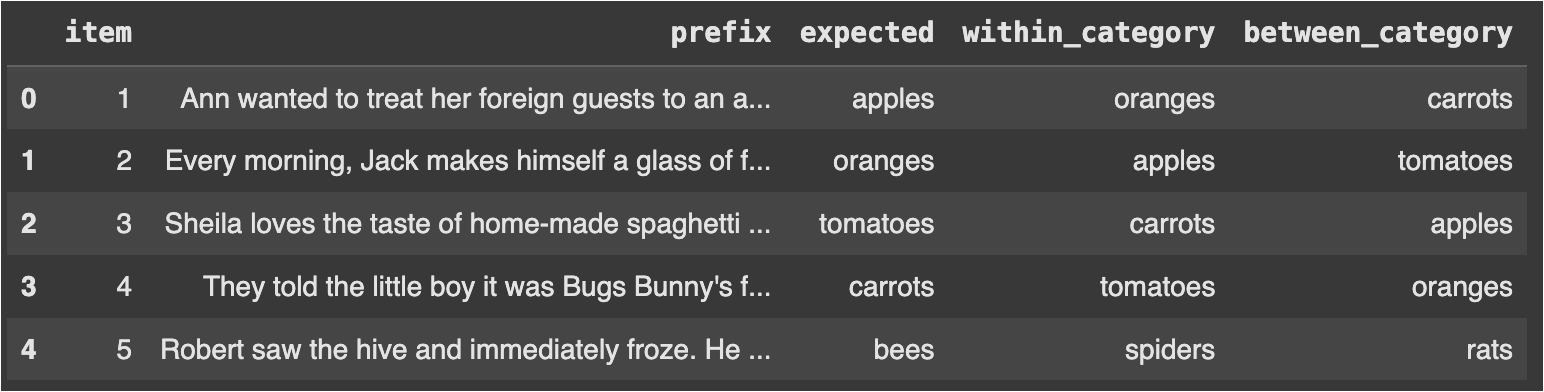 item prefix expected within_category between_category
0 1 Ann wanted to treat her foreign guests to an a... apples oranges carrots
1 2 Every morning, Jack makes himself a glass of f... oranges apples tomatoes
2 3 Sheila loves the taste of home-made spaghetti ... tomatoes carrots apples
3 4 They told the little boy it was Bugs Bunny's f... carrots tomatoes oranges
4 5 Robert saw the hive and immediately froze. He ... bees spiders rats